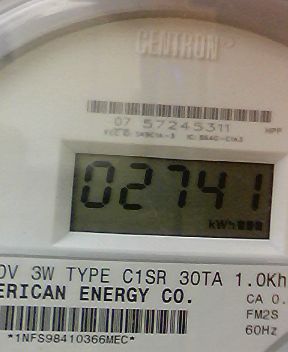 CENTRON
07 57245311 HPP
02741
kWh
0V 3W TYPE C1SR 30TA 1.0Kh
ERICAN ENERGY CO.
CA 0.
FM2S
60Hz
*1NFS98410366MEC*